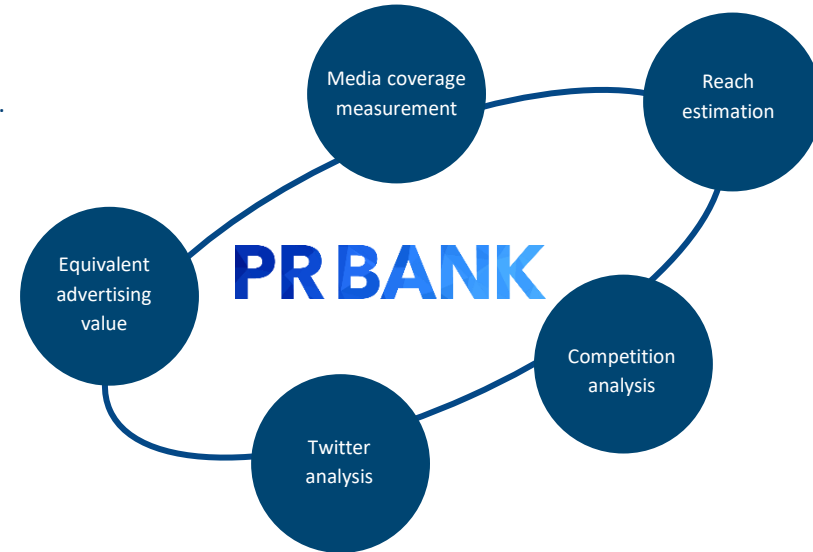 Media coverage
measurement
Reach
estimation
.
Equivalent
advertising
value
PR BANK
Competition
analysis
Twitter
analysis